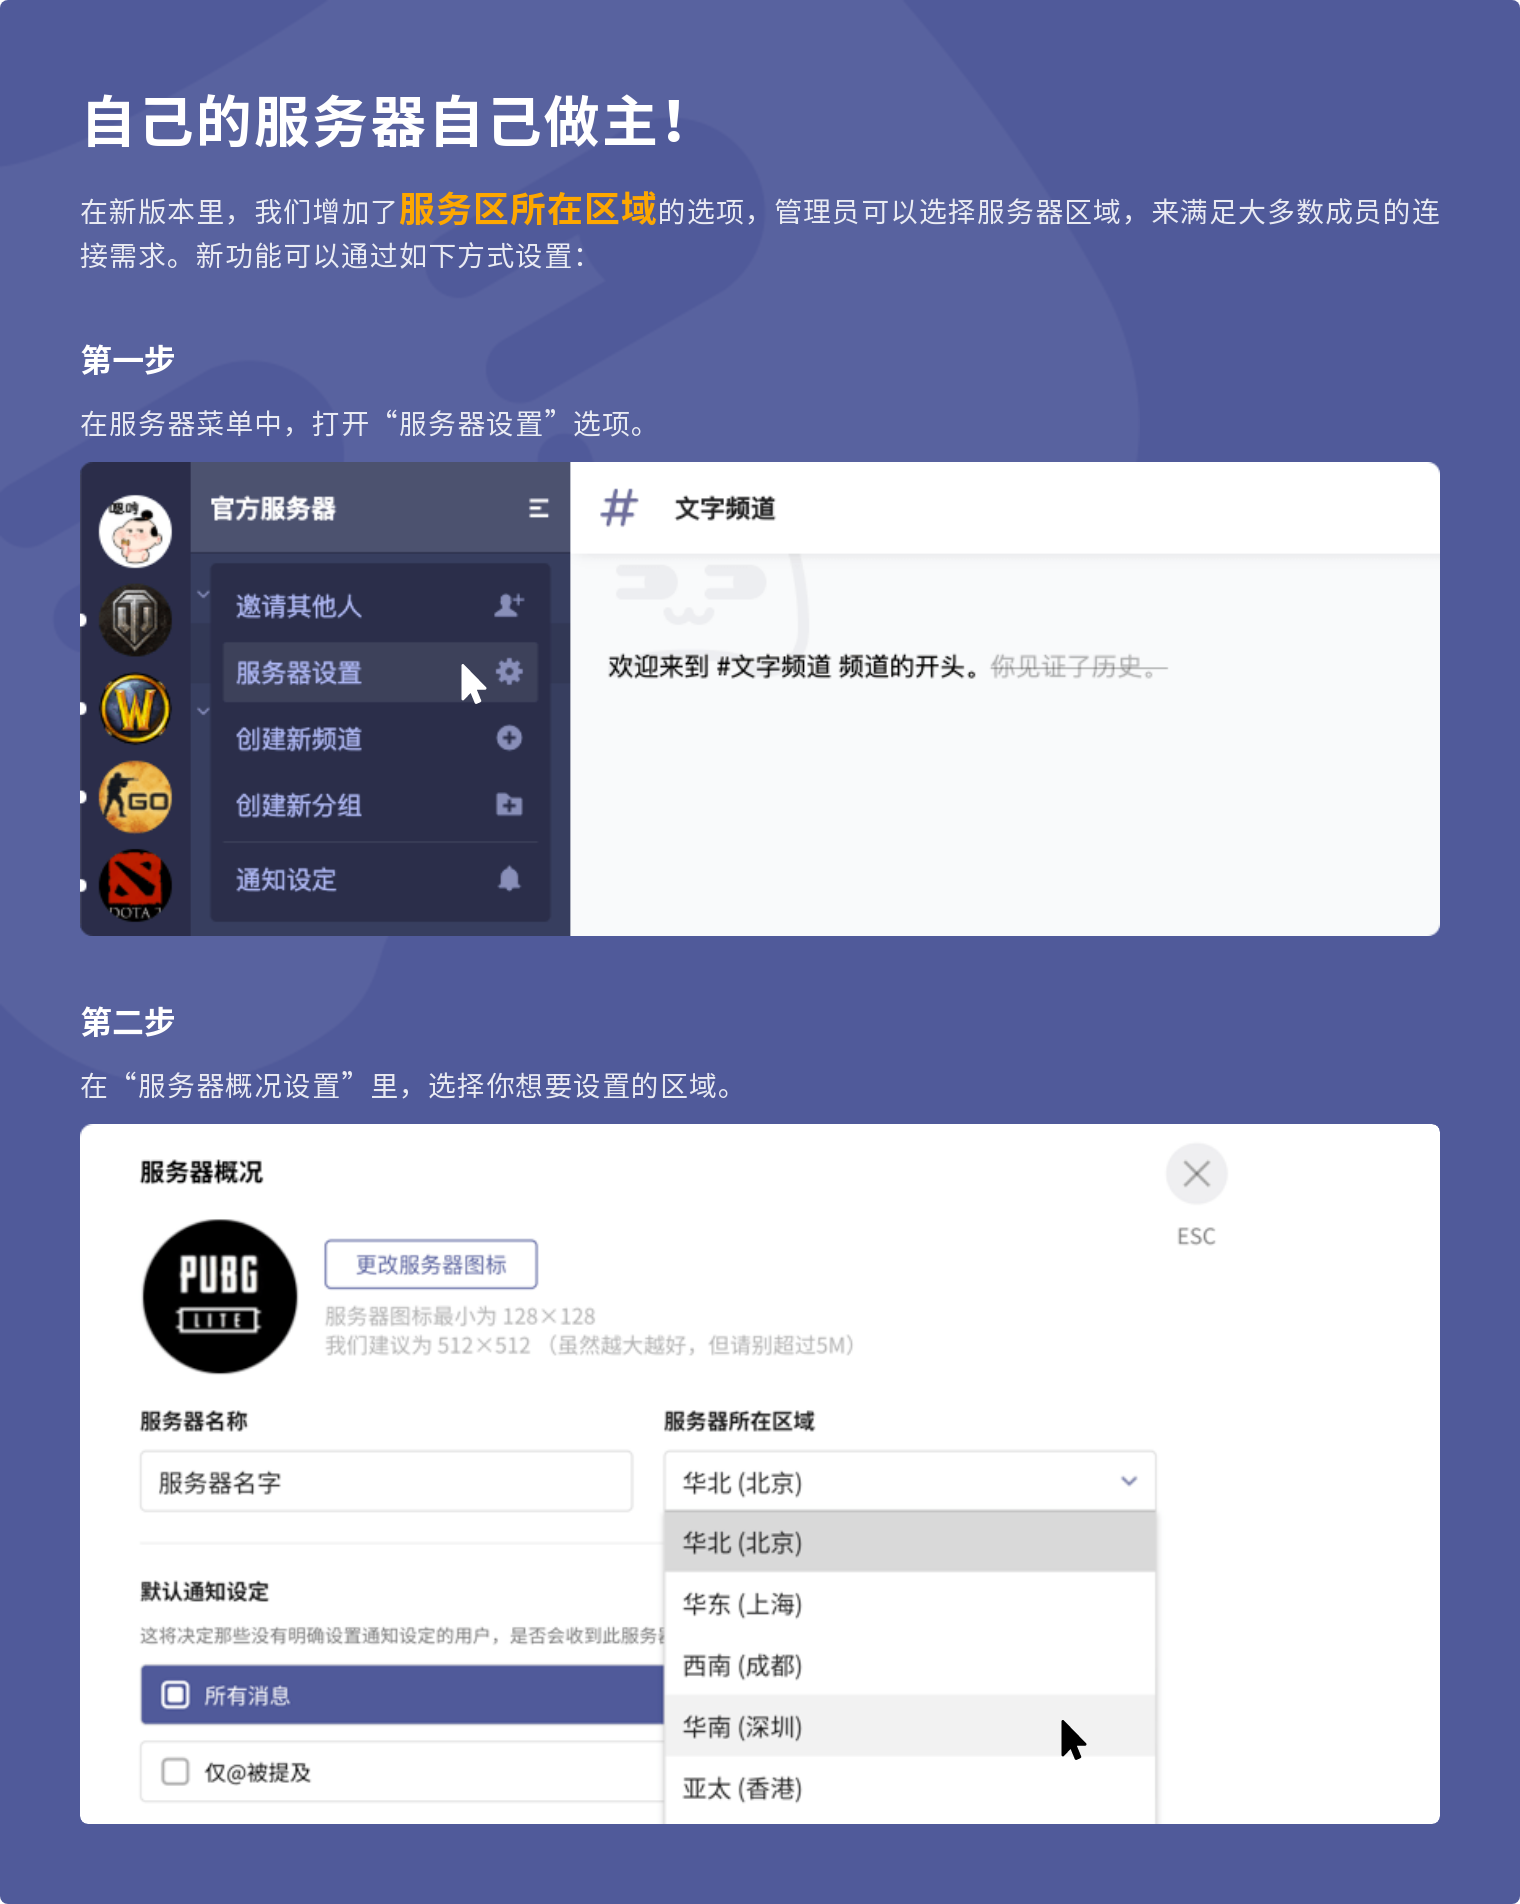 自己的服务器自己做主！
在新版本里，我们增加了服务区所在区域的选项，管理员可以选择服务器区域，来满足大多数成员的连
接需求。新功能可以通过如下方式设置：
第一步
在服务器菜单中，打开“服务器设置”选项。
嗯哼
官方服务器
# 文字频道
邀请其他人
服务器设置
欢迎来到 #文字频道 频道的开头。你见证了历史。
W
创建新频道
GO
创建新分组
通知设定
DOTA 2
第二步
在“服务器概况设置”里，选择你想要设置的区域。
服务器概况
ESC
PUBG
LITE
更改服务器图标
服务器图标最小为 128×128
我们建议为 512×512 （虽然越大越好，但请别超过5M）
服务器名称
服务器所在区域
服务器名字
华北 (北京)
华北 (北京)
华东 (上海)
西南 (成都)
华南 (深圳)
亚太 (香港)
默认通知设定
这将决定那些没有明确设置通知设定的用户，是否会收到此服务
所有消息
仅@被提及